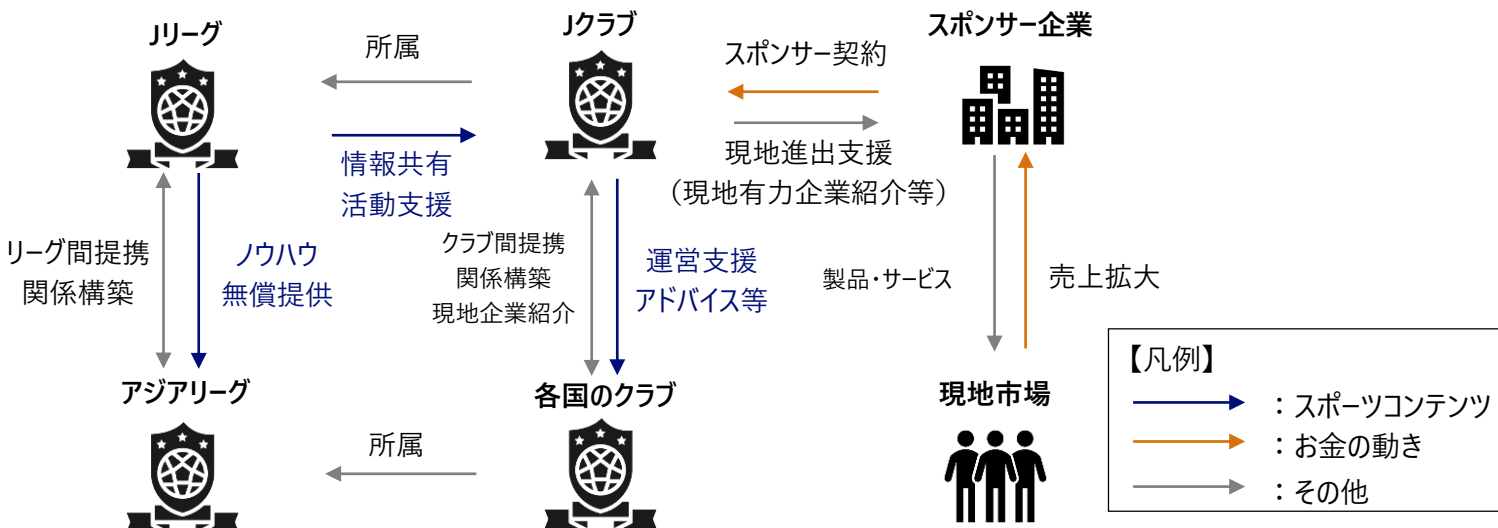 Jリーグ
所属
Jクラブ
スポンサー契約
スポンサー企業
情報共有
活動支援
現地進出支援
（現地有力企業紹介等）
リーグ間提携
関係構築
ノウハウ
無償提供
クラブ間提携
関係構築
現地企業紹介
運営支援
アドバイス等
製品・サービス
売上拡大
アジアリーグ
所属
各国のクラブ
現地市場
【凡例】
：スポーツコンテンツ
：お金の動き
：その他